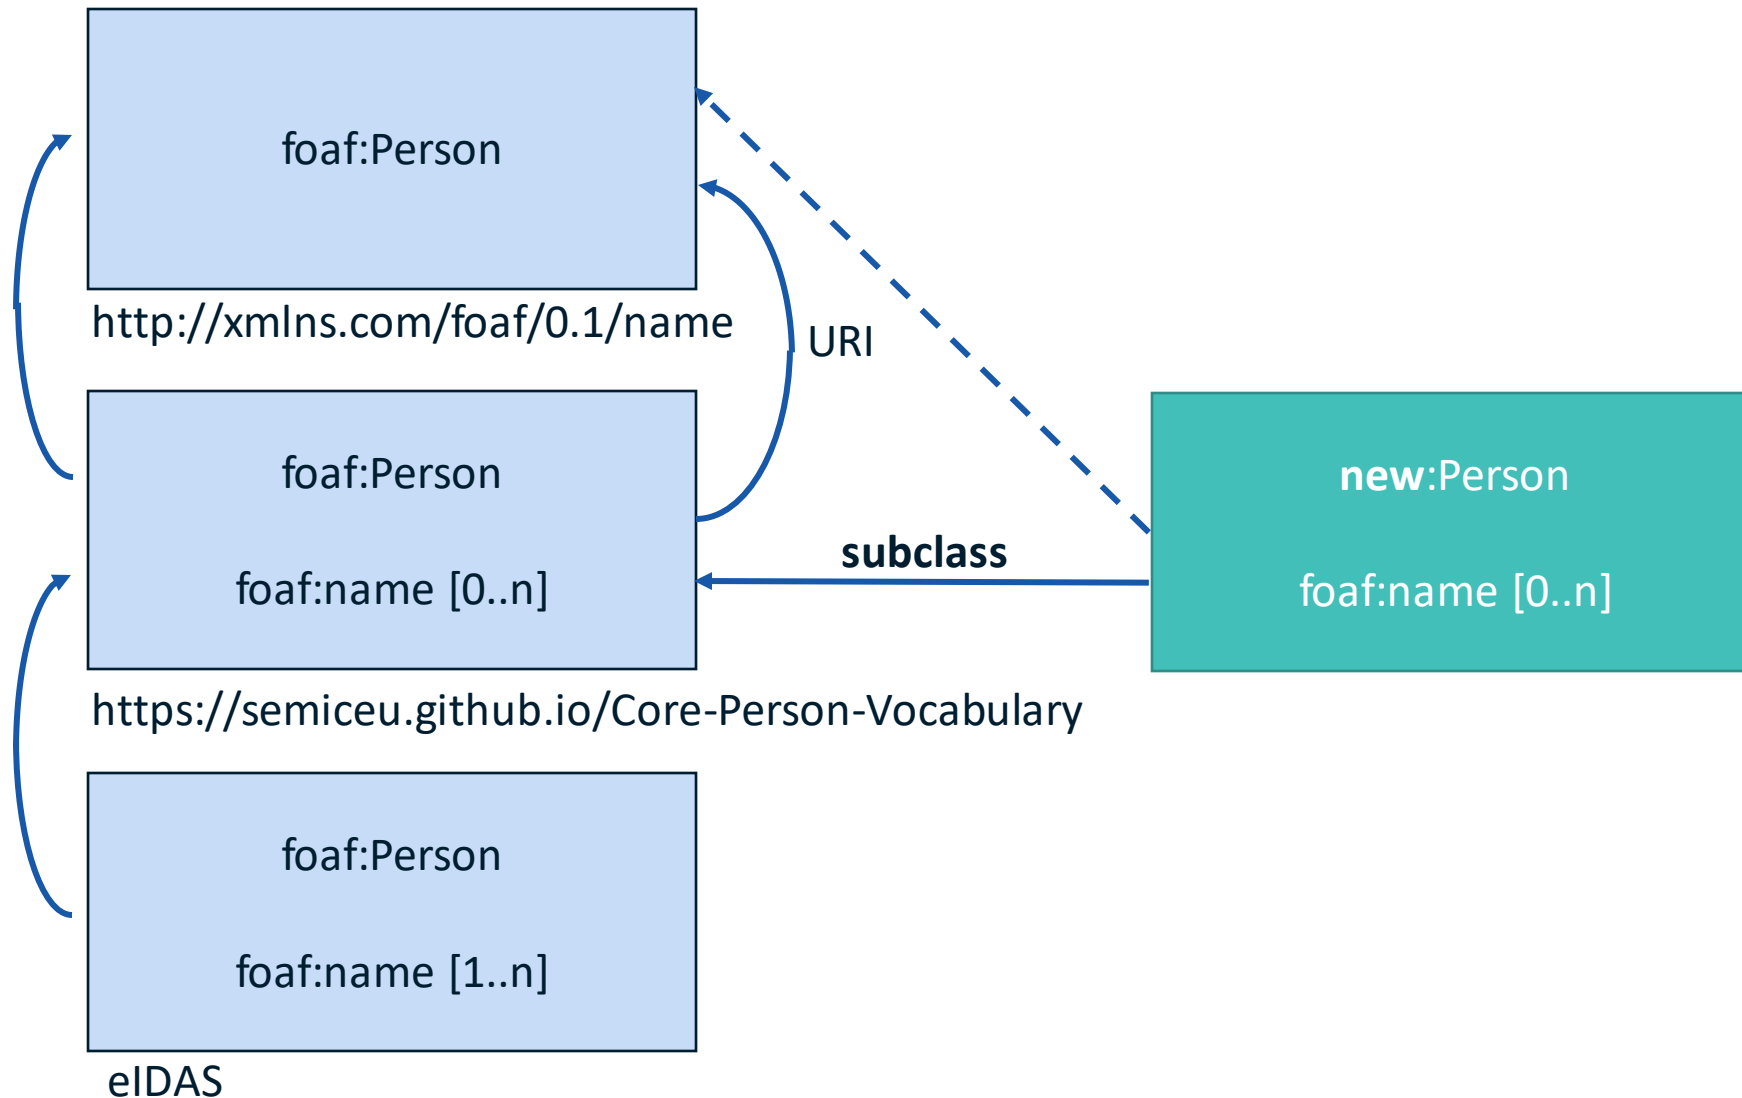 foaf:Person
http://xmlns.com/foaf/0.1/name
URI
foaf:Person
foaf:name [0..n]
subclass
new:Person
foaf:name [0..n]
https://semiceu.github.io/Core-Person-Vocabulary
foaf:Person
foaf:name [1..n]
eIDAS